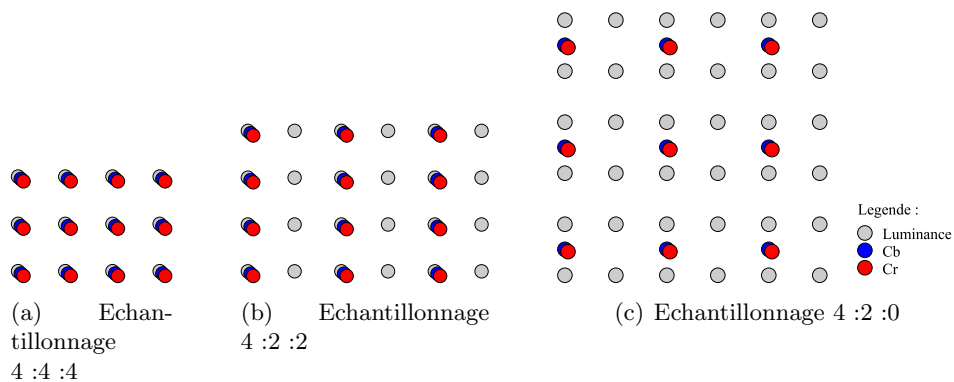 Legende :
Luminance
Cb
Cr
(a) Echan-
tillonnage
4 :4 :4
(b) Echantillonnage
4 :2 :2
(c) Echantillonnage 4 :2 :0